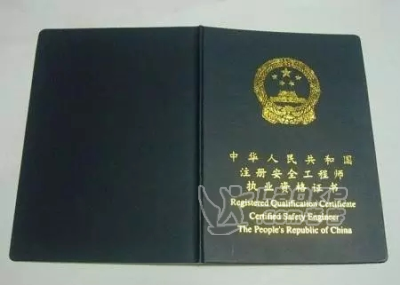 中华人民共和国
注册安全工程师
执业资格证书
Registered Qualification Certificate
Certified Safety Engineer
The People's Republic of China